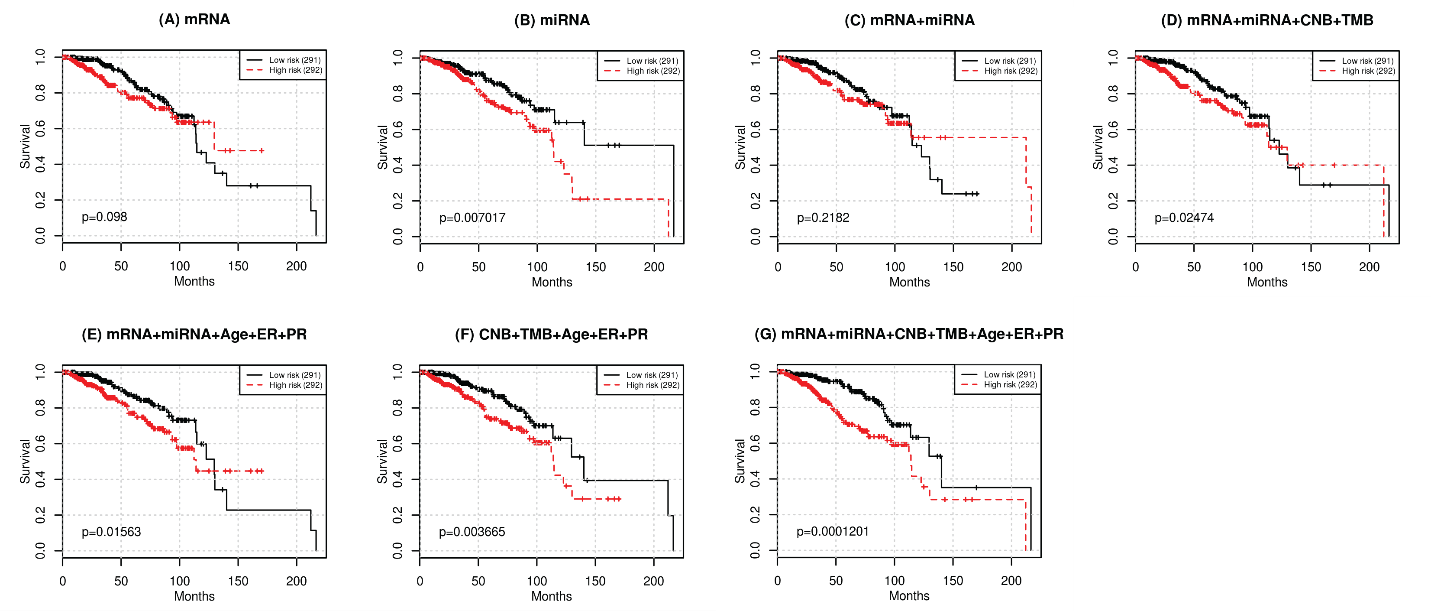 (A) mRNA
Survival
0.0 0.2 0.4 0.6 0.8 1.0
Low risk (291)
High risk (292)
p=0.098
0 50 100 150 200
Months
(B) miRNA
Survival
0.0 0.2 0.4 0.6 0.8 1.0
Low risk (291)
High risk (292)
p=0.007017
0 50 100 150 200
Months
(C) mRNA+miRNA
Survival
0.0 0.2 0.4 0.6 0.8 1.0
Low risk (291)
High risk (292)
p=0.2182
0 50 100 150 200
Months
(D) mRNA+miRNA+CNB+TMB
Survival
0.0 0.2 0.4 0.6 0.8 1.0
Low risk (291)
High risk (292)
p=0.02474
0 50 100 150 200
Months
(E) mRNA+miRNA+Age+ER+PR
Survival
0.0 0.2 0.4 0.6 0.8 1.0
Low risk (291)
High risk (292)
p=0.01563
0 50 100 150 200
Months
(F) CNB+TMB+Age+ER+PR
Survival
0.0 0.2 0.4 0.6 0.8 1.0
Low risk (291)
High risk (292)
p=0.003665
0 50 100 150 200
Months
(G) mRNA+miRNA+CNB+TMB+Age+ER+PR
Survival
0.0 0.2 0.4 0.6 0.8 1.0
Low risk (291)
High risk (292)
p=0.0001201
0 50 100 150 200
Months